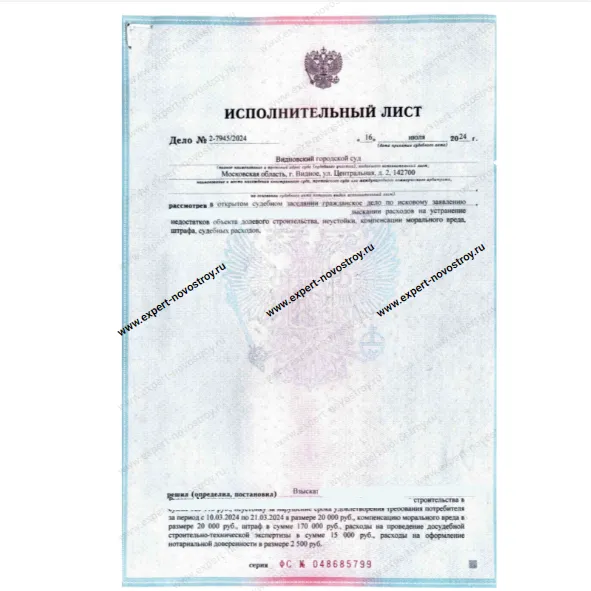 ИСПОЛНИТЕЛЬНЫЙ ЛИСТ
Дело № 2-7945/2024 « 16 » июля 2024 г.
(дата принятия судебного акта)
Видновский городской суд
Московская область, г. Видное, ул. Центральная, д. 2, 142700
рассмотрев в открытом судебном заседании гражданское дело по исковому заявлению
взыскании расходов на устранение
недостатков объекта долевого строительства, неустойки, компенсации морального вреда,
штрафа, судебных расходов,
www.expert-novostroy.ru
www.expert-novostroy.ru
www.expert-novostroy.ru
решил (определил, постановил) Взыскать
строительства в
неустойку за нарушение срока удовлетворения требования потребителя
за период с 10.03.2024 по 21.03.2024 в размере 20 000 руб., компенсацию морального вреда в
размере 20 000 руб., штраф в сумме 170 000 руб., расходы на проведение досудебной
строительно-технической экспертизы в сумме 15 000 руб., расходы на оформление
нотариальной доверенности в размере 2 500 руб.
серия ФС № 048685799